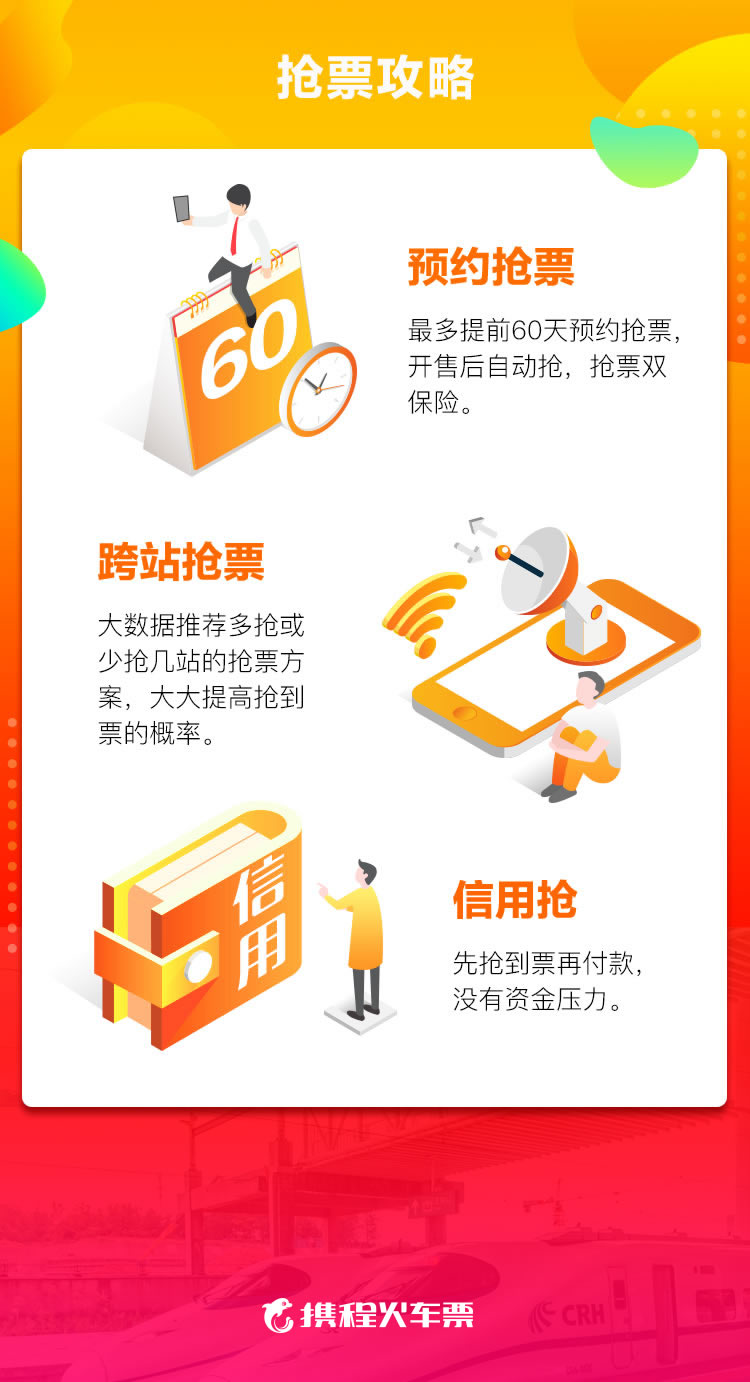 抢票攻略
60
预约抢票
最多提前60天预约抢票，
开售后自动抢，抢票双
保险。
跨站抢票
大数据推荐多抢或
少抢几站的抢票方
案，大大提高抢到
票的概率。
信用
信用抢
先抢到票再付款，
没有资金压力。
携程火车票
CRH